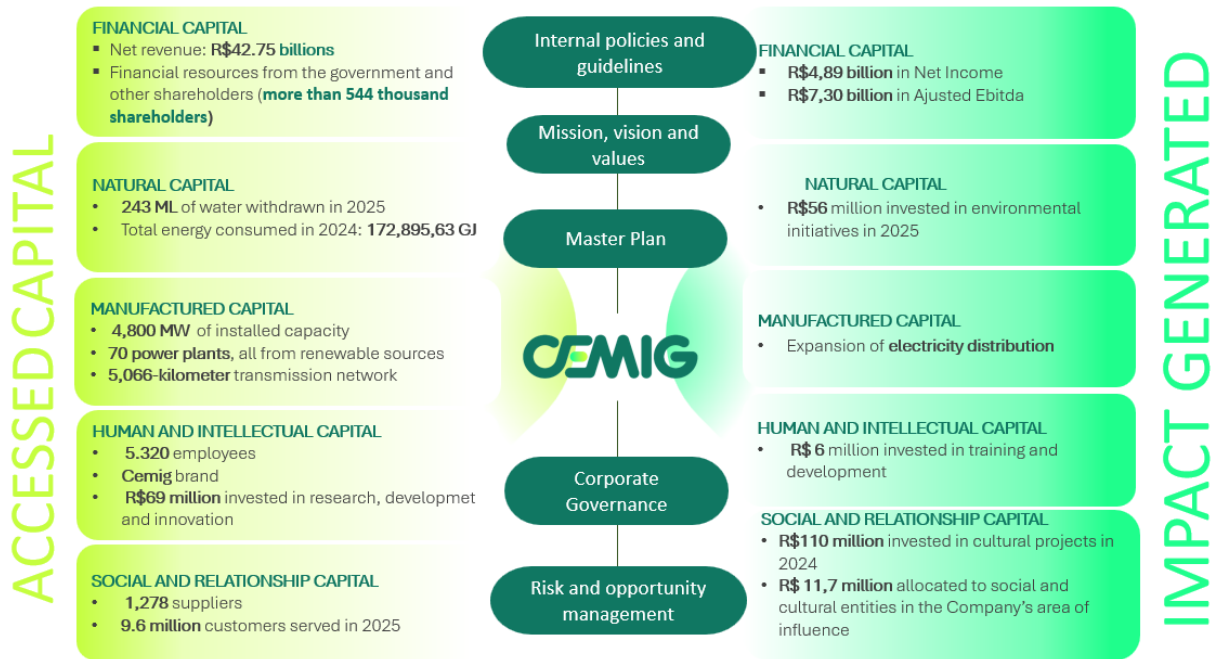 ACCESSED CAPITAL
FINANCIAL CAPITAL
▪ Net revenue: R$42.75 billions
▪ Financial resources from the government and
other shareholders (more than 544 thousand
shareholders)
NATURAL CAPITAL
• 243 ML of water withdrawn in 2025
• Total energy consumed in 2024: 172,895,63 GJ
MANUFACTURED CAPITAL
• 4,800 MW of installed capacity
• 70 power plants, all from renewable sources
• 5,066-kilometer transmission network
HUMAN AND INTELLECTUAL CAPITAL
• 5.320 employees
• Cemig brand
• R$69 million invested in research, developmet
and innovation
SOCIAL AND RELATIONSHIP CAPITAL
• 1,278 suppliers
• 9.6 million customers served in 2025
Internal policies and
guidelines
Mission, vision and
values
Master Plan
CEMIG
Corporate
Governance
Risk and opportunity
management
FINANCIAL CAPITAL
▪ R$4,89 billion in Net Income
▪ R$7,30 billion in Ajusted Ebitda
NATURAL CAPITAL
• R$56 million invested in environmental
initiatives in 2025
MANUFACTURED CAPITAL
• Expansion of electricity distribution
HUMAN AND INTELLECTUAL CAPITAL
• R$ 6 million invested in training and
development
SOCIAL AND RELATIONSHIP CAPITAL
• R$110 million invested in cultural projects in
2024
• R$ 11,7 million allocated to social and
cultural entities in the Company's area of
influence
IMPACT GENERATED